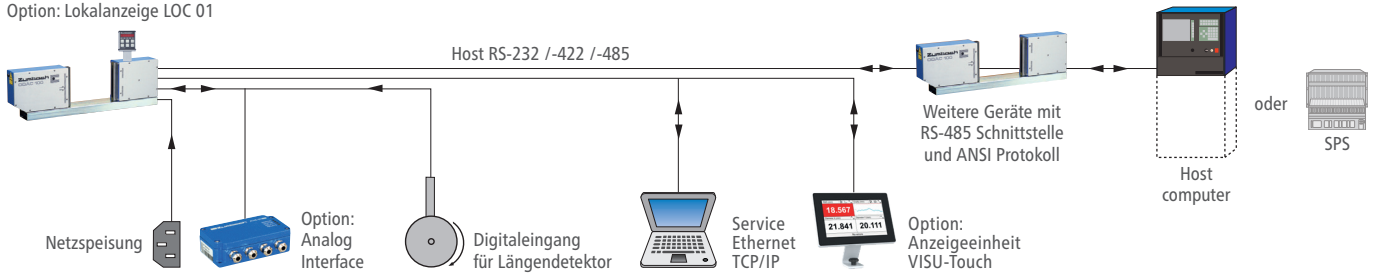 Option: Lokalanzeige LOC 01
Host RS-232 /-422 /-485
Zumbach
Zumbach
Weitere Geräte mit
RS-485 Schnittstelle
und ANSI Protokoll
oder
SPS
Host
computer
Netzspeisung
Option:
Analog
Interface
Digitaleingang
für Längendetektor
Service
Ethernet
TCP/IP
18.567
21.841 20.111
Option:
Anzeigeeinheit
VISU-Touch